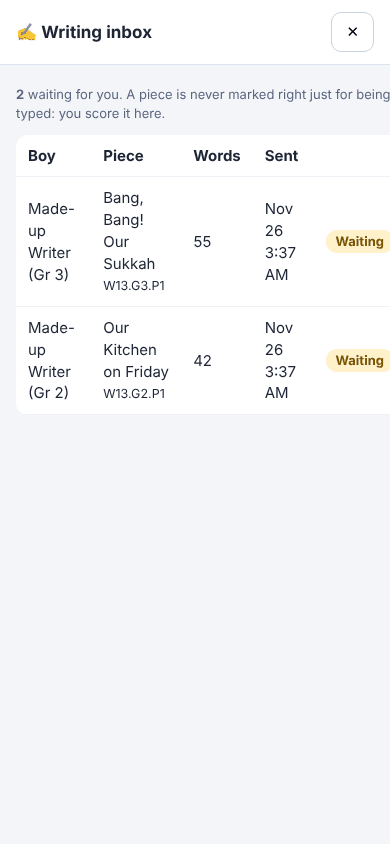 ✍️ Writing inbox ✕
2 waiting for you. A piece is never marked right just for being
typed: you score it here.
Boy Piece Words Sent
Made-up Writer (Gr 3) Bang, Bang! Our Sukkah W13.G3.P1 55 Nov 26 3:37 AM Waiting
Made-up Writer (Gr 2) Our Kitchen on Friday W13.G2.P1 42 Nov 26 3:37 AM Waiting